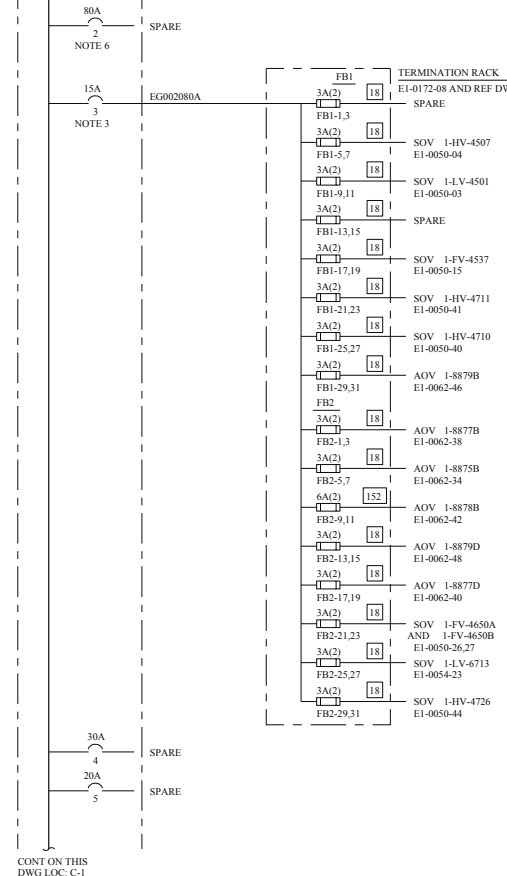 80A
2
NOTE 6
SPARE
15A
3
NOTE 3
EG002080A
TERMINATION RACK
E1-0172-08 AND REF DW
FB1
3A(2) 18
FB1-1,3
SPARE
3A(2) 18
FB1-5,7
SOV 1-HV-4507
E1-0050-04
3A(2) 18
FB1-9,11
SOV 1-LV-4501
E1-0050-03
3A(2) 18
FB1-13,15
SPARE
3A(2) 18
FB1-17,19
SOV 1-FV-4537
E1-0050-15
3A(2) 18
FB1-21,23
SOV 1-HV-4711
E1-0050-41
3A(2) 18
FB1-25,27
SOV 1-HV-4710
E1-0050-40
3A(2) 18
FB1-29,31
AOV 1-8879B
E1-0062-46
FB2
3A(2) 18
FB2-1,3
AOV 1-8877B
E1-0062-38
3A(2) 18
FB2-5,7
AOV 1-8875B
E1-0062-34
6A(2) 152
FB2-9,11
AOV 1-8878B
E1-0062-42
3A(2) 18
FB2-13,15
AOV 1-8879D
E1-0062-48
3A(2) 18
FB2-17,19
AOV 1-8877D
E1-0062-40
3A(2) 18
FB2-21,23
SOV 1-FV-4650A
AND 1-FV-4650B
E1-0050-26,27
3A(2) 18
FB2-25,27
SOV 1-LV-6713
E1-0054-23
3A(2) 18
FB2-29,31
SOV 1-HV-4726
E1-0050-44
30A
4
SPARE
20A
5
SPARE
CONT ON THIS
DWG LOC: C-1